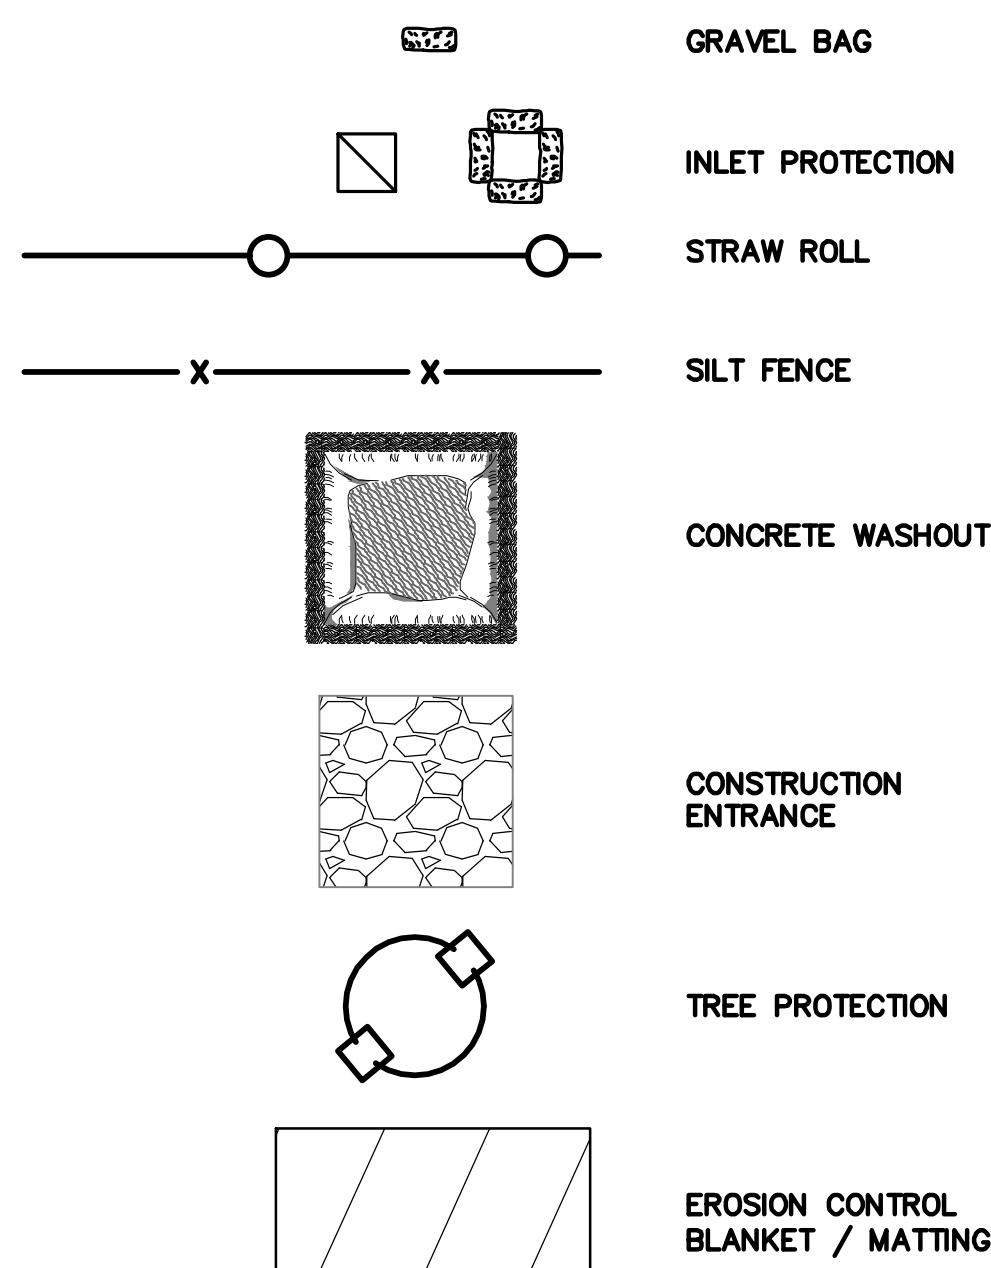 GRAVEL BAG
INLET PROTECTION
STRAW ROLL
X X SILT FENCE
CONCRETE WASHOUT
CONSTRUCTION
ENTRANCE
TREE PROTECTION
EROSION CONTROL
BLANKET / MATTING